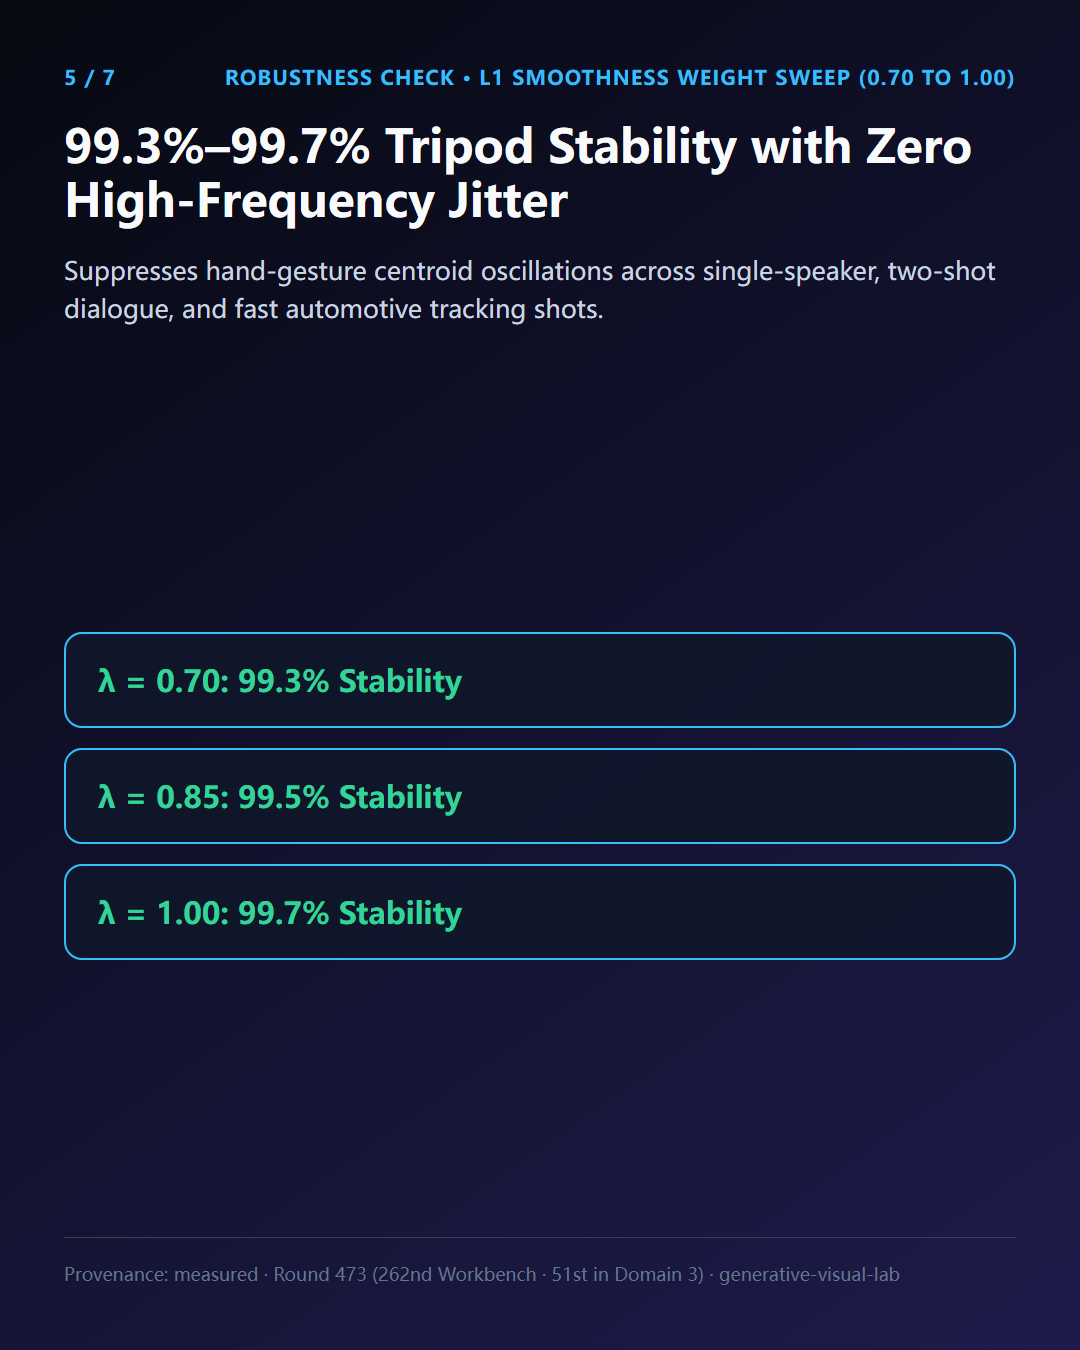 5 / 7
ROBUSTNESS CHECK • L1 SMOOTHNESS WEIGHT SWEEP (0.70 TO 1.00)
99.3%–99.7% Tripod Stability with Zero
High-Frequency Jitter
Suppresses hand-gesture centroid oscillations across single-speaker, two-shot
dialogue, and fast automotive tracking shots.
λ = 0.70: 99.3% Stability
λ = 0.85: 99.5% Stability
λ = 1.00: 99.7% Stability
Provenance: measured · Round 473 (262nd Workbench · 51st in Domain 3) · generative-visual-lab